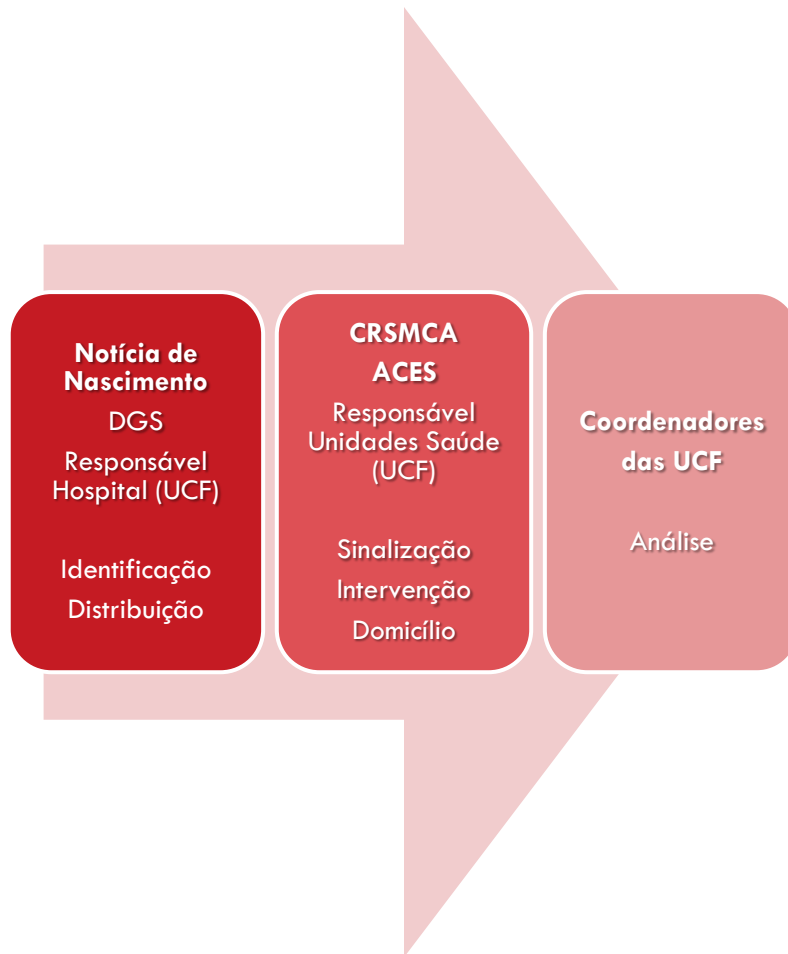 Notícia de
Nascimento
DGS
Responsável
Hospital (UCF)
Identificação
Distribuição
CRSMCA
ACES
Responsável
Unidades Saúde
(UCF)
Sinalização
Intervenção
Domicílio
Coordenadores
das UCF
Análise